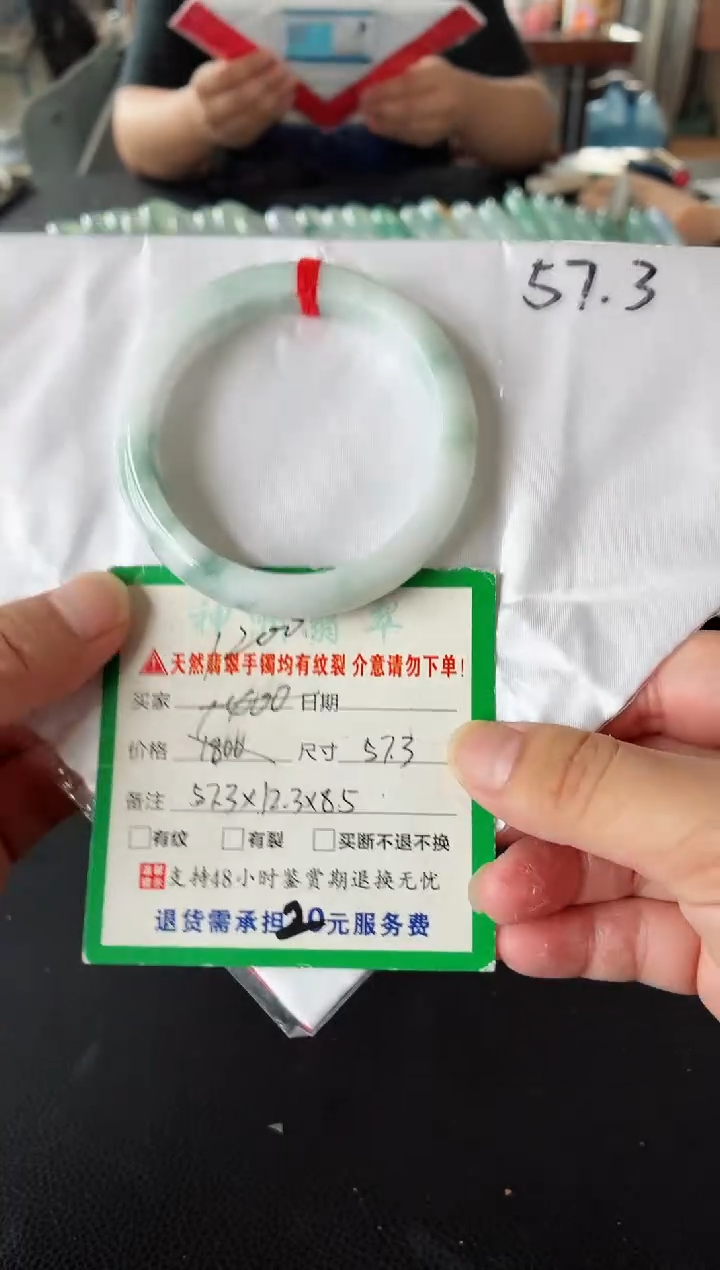 57.3
1200
天然翡翠手镯均有纹裂 介意请勿下单!
买家 1400 日期
价格 1800 尺寸 57.3
备注 57.3×12.3×8.5
有纹 有裂 买断不退不换
支持48小时鉴赏期退换无忧
退货需承担20元服务费